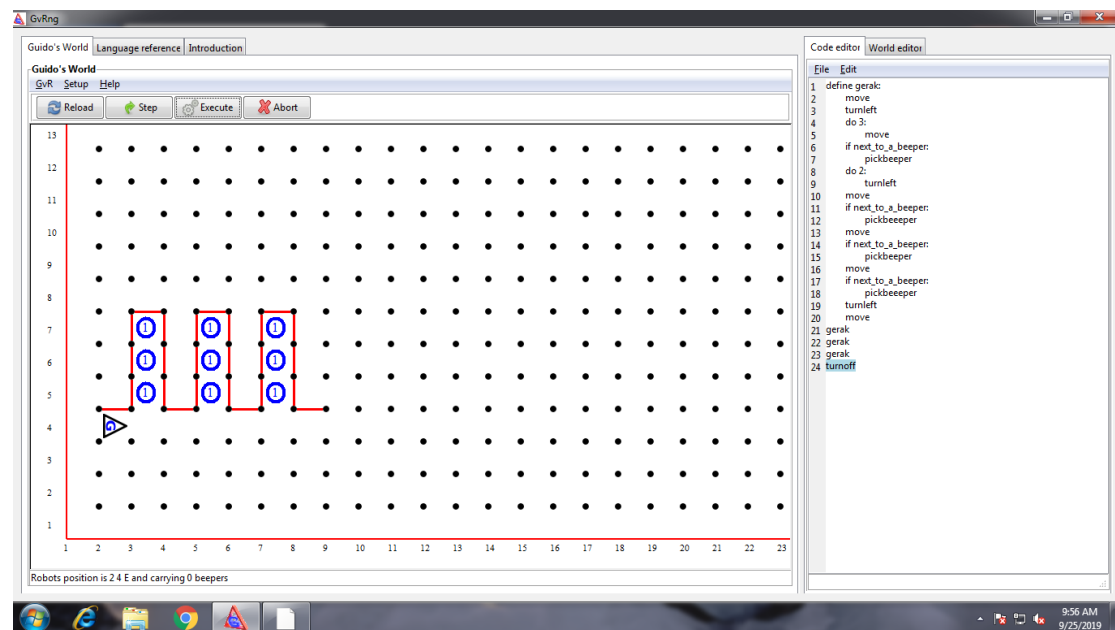 GvRng
Guido's World Language reference Introduction
Guido's World
GvR Setup Help
Reload Step Execute Abort
13
12
11
10
9
8
7
6
5
4
3
2
1
1 1 1
1 1 1
1 1 1
G
1 2 3 4 5 6 7 8 9 10 11 12 13 14 15 16 17 18 19 20 21 22 23
Robots position is 2 4 E and carrying 0 beepers
Code editor World editor
File Edit
1 define gerak:
2 move
3 turnleft
4 do 3:
5 move
6 if next_to_a_beeper:
7 pickbeeper
8 do 2:
9 turnleft
10 move
11 if next_to_a_beeper:
12 pickbeeeper
13 move
14 if next_to_a_beeper:
15 pickbeeper
16 move
17 if next_to_a_beeper:
18 pickbeeeper
19 turnleft
20 move
21 gerak
22 gerak
23 gerak
24 turnoff
9:56 AM
9/25/2019